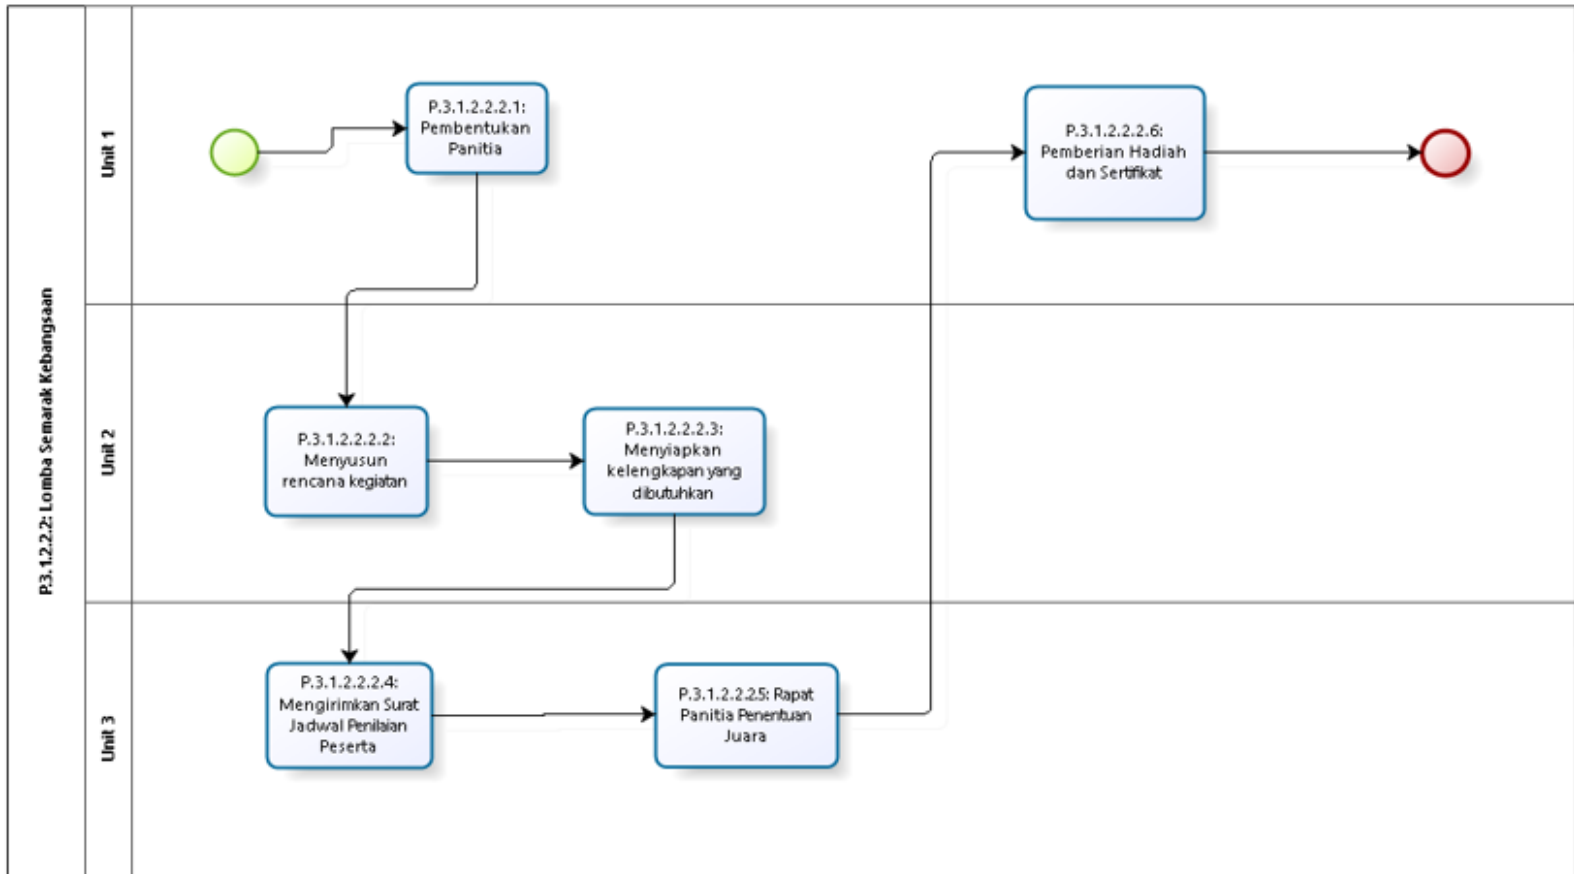 P.3.1.2.2.2: Lomba Semarak Kebangsaan
Unit 1
P.3.1.2.2.2.1:
Pembentukan
Panitia
P.3.1.2.2.2.6:
Pemberian Hadiah
dan Sertifikat
Unit 2
P.3.1.2.2.2.2:
Menyusun
rencana kegiatan
P.3.1.2.2.2.3:
Menyiapkan
kelengkapan yang
dibutuhkan
Unit 3
P.3.1.2.2.2.4:
Mengirimkan Surat
Jadwal Penilaian
Peserta
P.3.1.2.2.2.5: Rapat
Panitia Penentuan
Juara